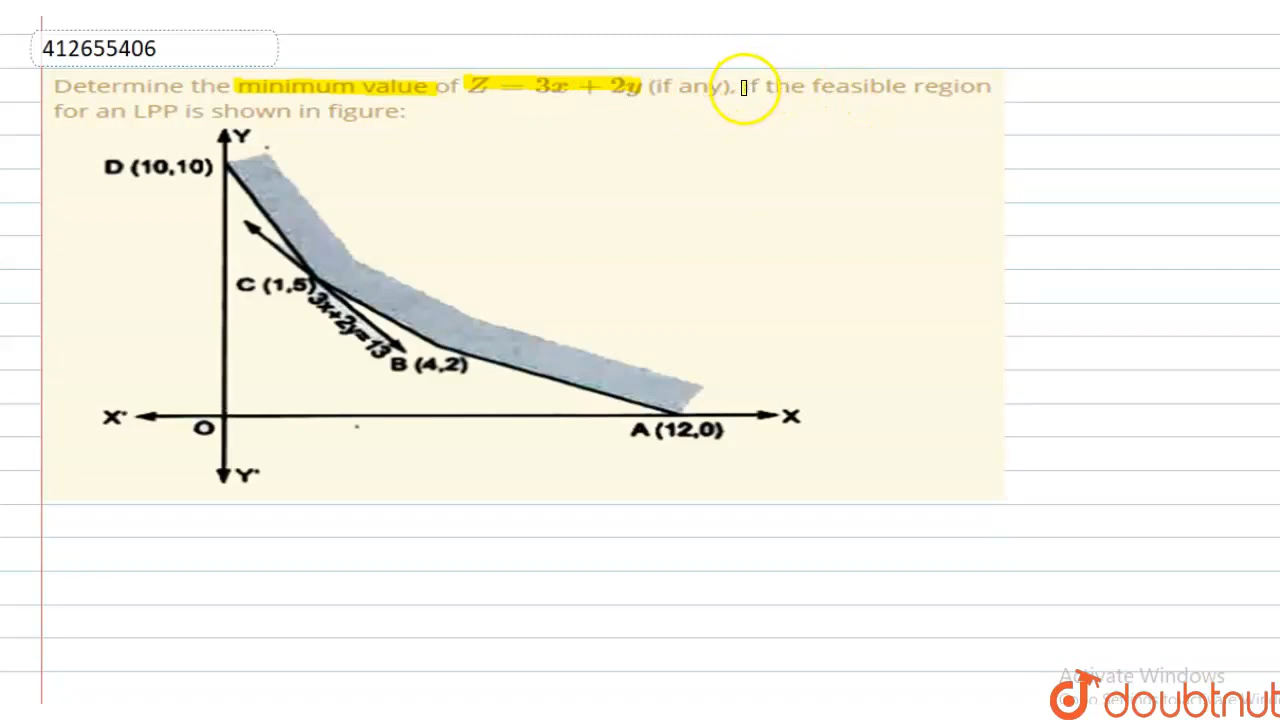 412655406
Determine the minimum value of Z = 3x + 2y (if any), if the feasible region
for an LPP is shown in figure:
Y
D (10,10)
C (1,5)
3x+2y=13
B (4,2)
X'
O
A (12,0)
X
Y'
Activate Windows
doubtnut